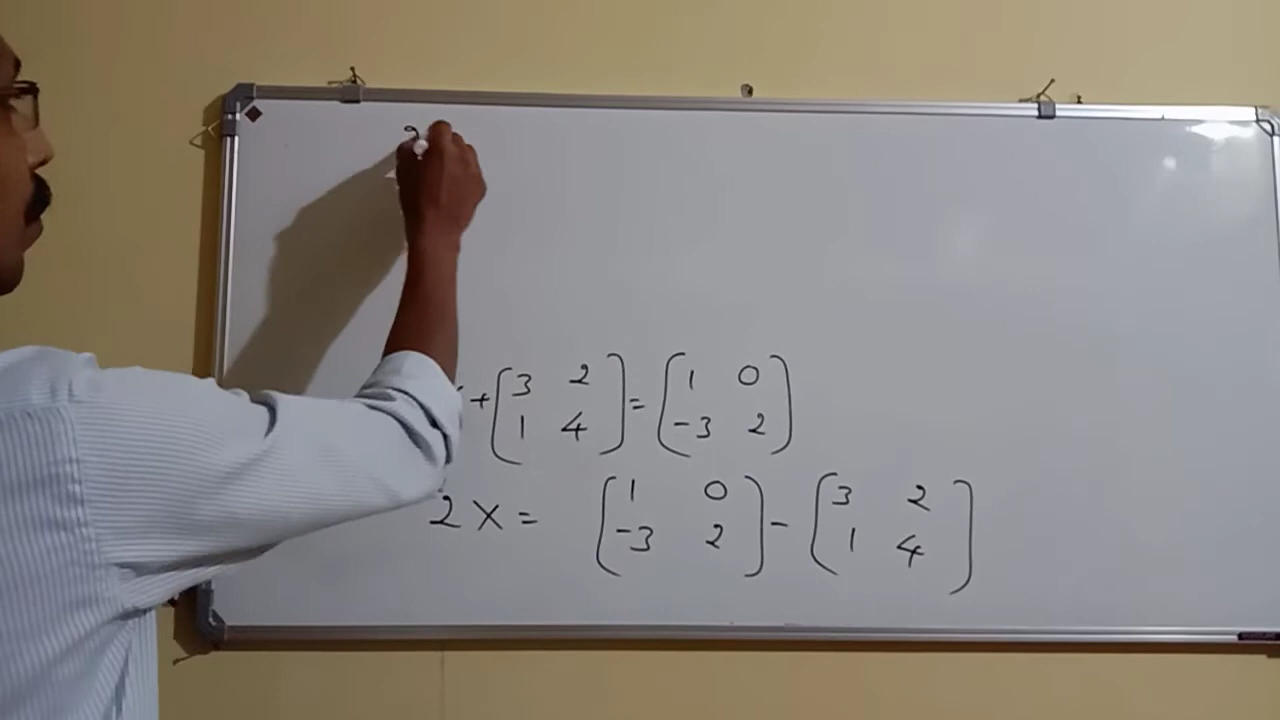 + (3 2 = (1 0
1 4) -3 2)
2X = (1 0 - (3 2
-3 2) 1 4)